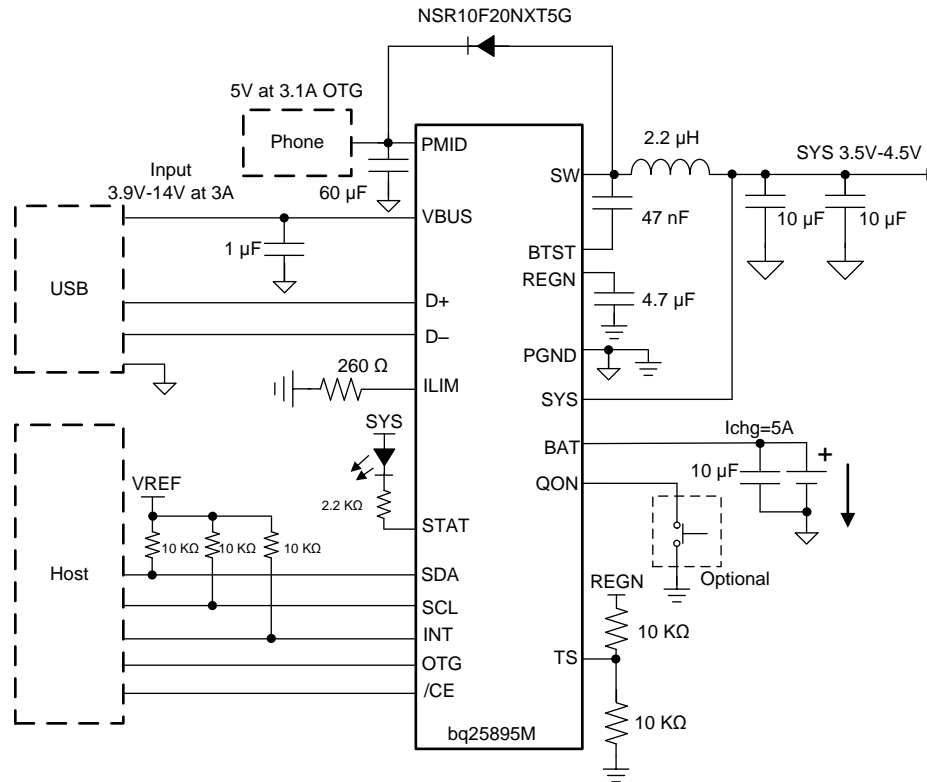 NSR10F20NXT5G
5V at 3.1A OTG
Phone
PMID
2.2 µH
SYS 3.5V-4.5V
Input
3.9V-14V at 3A
60 µF
SW
VBUS
47 nF
10 µF
10 µF
1 µF
BTST
REGN
USB
D+
4.7 µF
D–
PGND
260 Ω
ILIM
SYS
SYS
Ichg=5A
BAT
+
10 µF
VREF
QON
2.2 KΩ
STAT
10 KΩ
10 KΩ
10 KΩ
Host
SDA
Optional
REGN
SCL
10 KΩ
INT
TS
OTG
/CE
10 KΩ
bq25895M